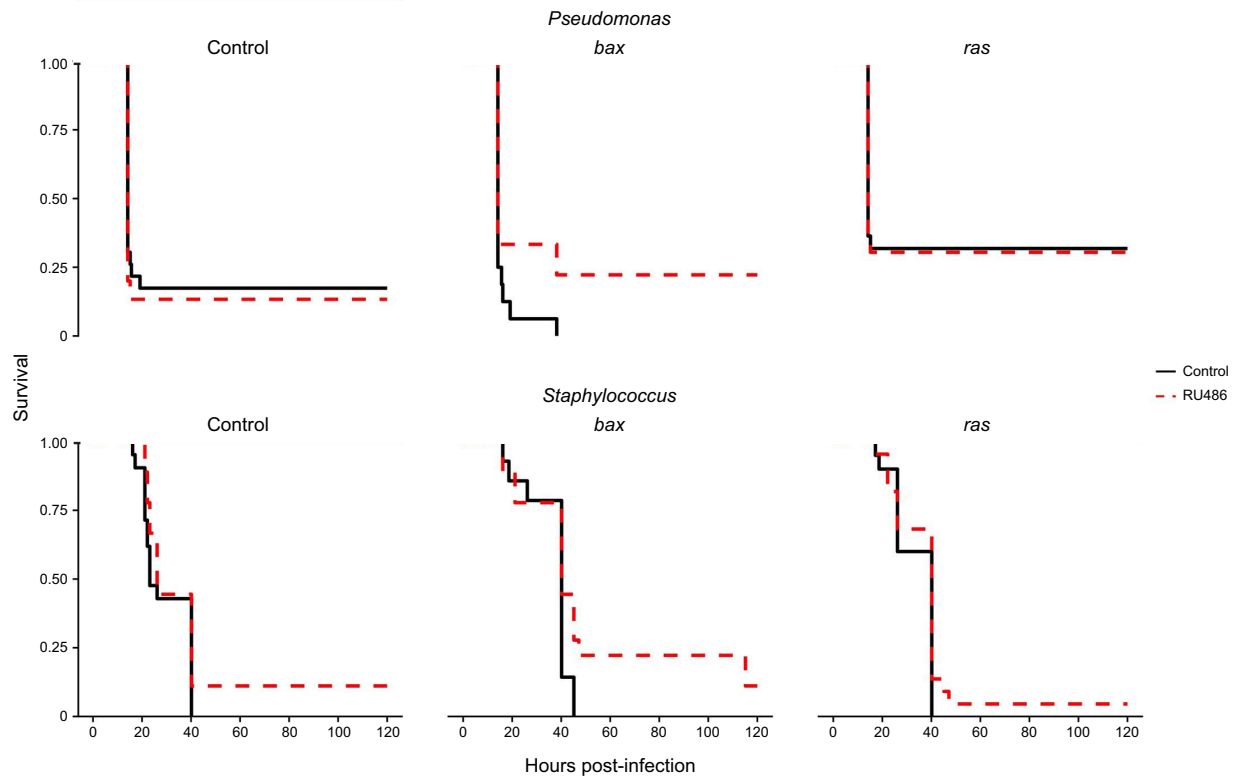 Pseudomonas
Control bax ras
1.00
0.75
0.50
0.25
0
Survival
Control
RU486
Staphylococcus
Control bax ras
1.00
0.75
0.50
0.25
0
0 20 40 60 80 100 120 0 20 40 60 80 100 120 0 20 40 60 80 100 120
Hours post-infection